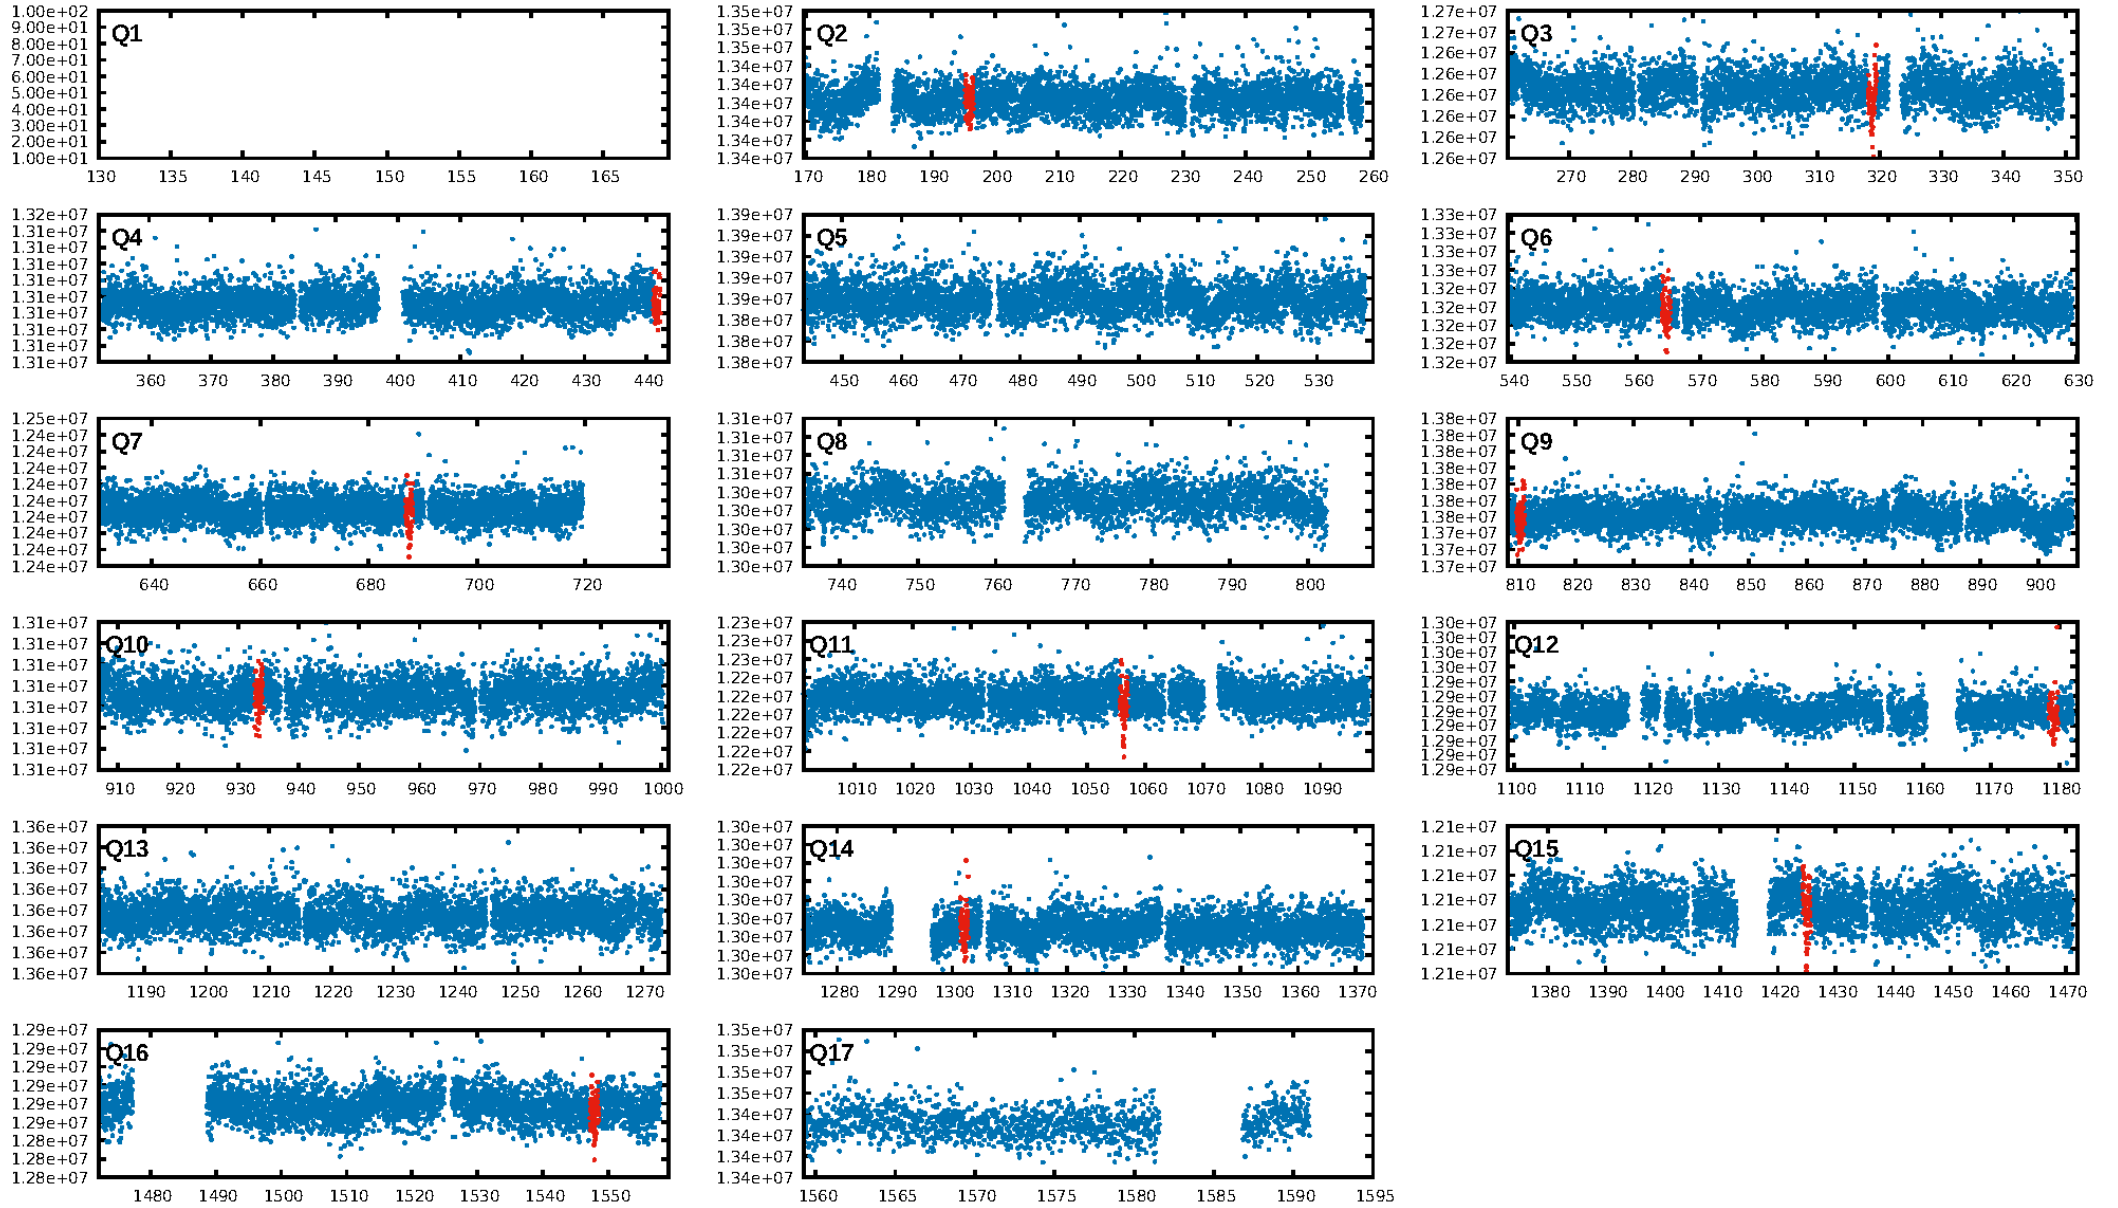 1.00e+02
9.00e+01
8.00e+01
7.00e+01
6.00e+01
5.00e+01
4.00e+01
3.00e+01
2.00e+01
1.00e+01
Q1
130 135 140 145 150 155 160 165
1.35e+07
1.35e+07
1.35e+07
1.34e+07
1.34e+07
1.34e+07
1.34e+07
1.34e+07
1.34e+07
Q2
170 180 190 200 210 220 230 240 250 260
1.27e+07
1.27e+07
1.26e+07
1.26e+07
1.26e+07
1.26e+07
1.26e+07
1.26e+07
Q3
270 280 290 300 310 320 330 340 350
1.32e+07
1.31e+07
1.31e+07
1.31e+07
1.31e+07
1.31e+07
1.31e+07
1.31e+07
1.31e+07
1.31e+07
Q4
360 370 380 390 400 410 420 430 440
1.39e+07
1.39e+07
1.39e+07
1.39e+07
1.39e+07
1.38e+07
1.38e+07
1.38e+07
Q5
450 460 470 480 490 500 510 520 530
1.33e+07
1.33e+07
1.33e+07
1.33e+07
1.32e+07
1.32e+07
1.32e+07
1.32e+07
1.32e+07
Q6
540 550 560 570 580 590 600 610 620 630
1.25e+07
1.24e+07
1.24e+07
1.24e+07
1.24e+07
1.24e+07
1.24e+07
1.24e+07
1.24e+07
1.24e+07
Q7
640 660 680 700 720
1.31e+07
1.31e+07
1.31e+07
1.31e+07
1.30e+07
1.30e+07
1.30e+07
1.30e+07
1.30e+07
Q8
740 750 760 770 780 790 800
1.38e+07
1.38e+07
1.38e+07
1.38e+07
1.38e+07
1.38e+07
1.38e+07
1.37e+07
1.37e+07
1.37e+07
Q9
810 820 830 840 850 860 870 880 890 900
1.31e+07
1.31e+07
1.31e+07
1.31e+07
1.31e+07
1.31e+07
1.31e+07
1.31e+07
Q10
910 920 930 940 950 960 970 980 990 1000
1.23e+07
1.23e+07
1.23e+07
1.22e+07
1.22e+07
1.22e+07
1.22e+07
1.22e+07
1.22e+07
Q11
1010 1020 1030 1040 1050 1060 1070 1080 1090
1.30e+07
1.30e+07
1.30e+07
1.30e+07
1.29e+07
1.29e+07
1.29e+07
1.29e+07
1.29e+07
1.29e+07
1.29e+07
Q12
1100 1110 1120 1130 1140 1150 1160 1170 1180
1.36e+07
1.36e+07
1.36e+07
1.36e+07
1.36e+07
1.36e+07
1.36e+07
1.36e+07
Q13
1190 1200 1210 1220 1230 1240 1250 1260 1270
1.30e+07
1.30e+07
1.30e+07
1.30e+07
1.30e+07
1.30e+07
1.30e+07
1.30e+07
1.30e+07
Q14
1280 1290 1300 1310 1320 1330 1340 1350 1360 1370
1.21e+07
1.21e+07
1.21e+07
1.21e+07
1.21e+07
1.21e+07
1.21e+07
Q15
1380 1390 1400 1410 1420 1430 1440 1450 1460 1470
1.29e+07
1.29e+07
1.29e+07
1.29e+07
1.29e+07
1.29e+07
1.28e+07
1.28e+07
1.28e+07
Q16
1480 1490 1500 1510 1520 1530 1540 1550
1.35e+07
1.35e+07
1.35e+07
1.35e+07
1.34e+07
1.34e+07
1.34e+07
1.34e+07
Q17
1560 1565 1570 1575 1580 1585 1590 1595